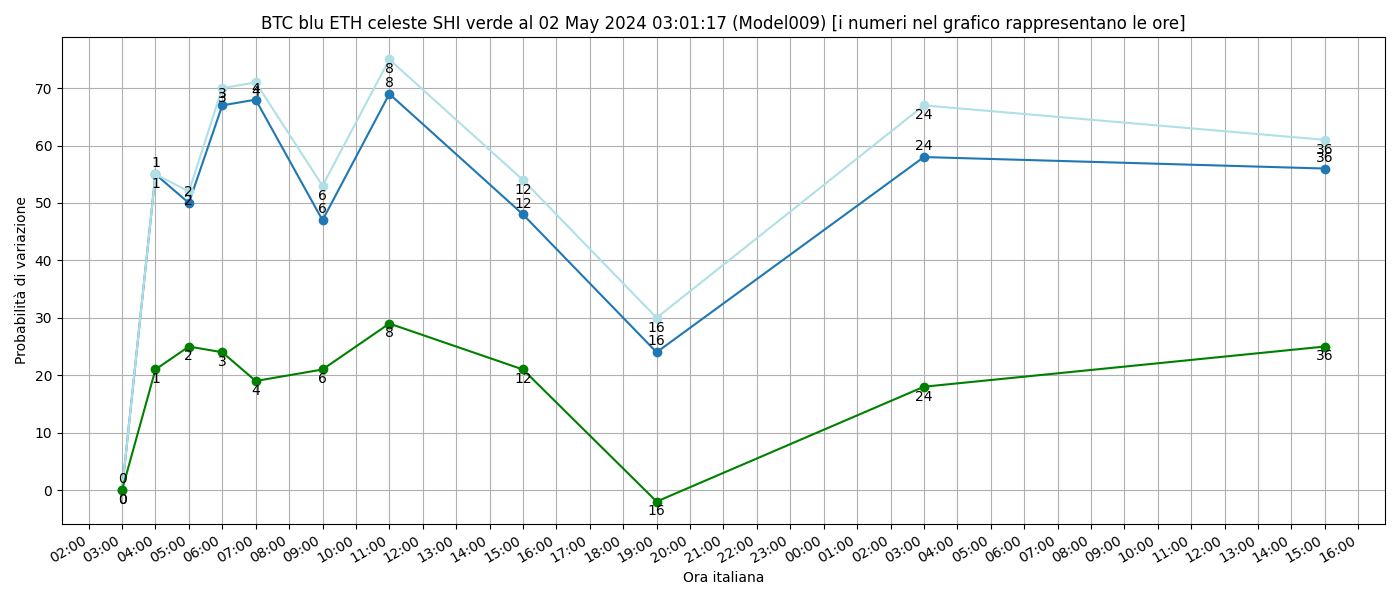 BTC blu ETH celeste SHI verde al 02 May 2024 03:01:17 (Model009) [i numeri nel grafico rappresentano le ore]
Probabilità di variazione
70
60
50
40
30
20
10
0
0 1 2 3 4 6 8 12 16 24 36
0 1 2 3 4 6 8 12 16 24 36
0 1 2 3 4 6 8 12 16 24 36
02:00 03:00 04:00 05:00 06:00 07:00 08:00 09:00 10:00 11:00 12:00 13:00 14:00 15:00 16:00 17:00 18:00 19:00 20:00 21:00 22:00 23:00 00:00 01:00 02:00 03:00 04:00 05:00 06:00 07:00 08:00 09:00 10:00 11:00 12:00 13:00 14:00 15:00 16:00
Ora italiana